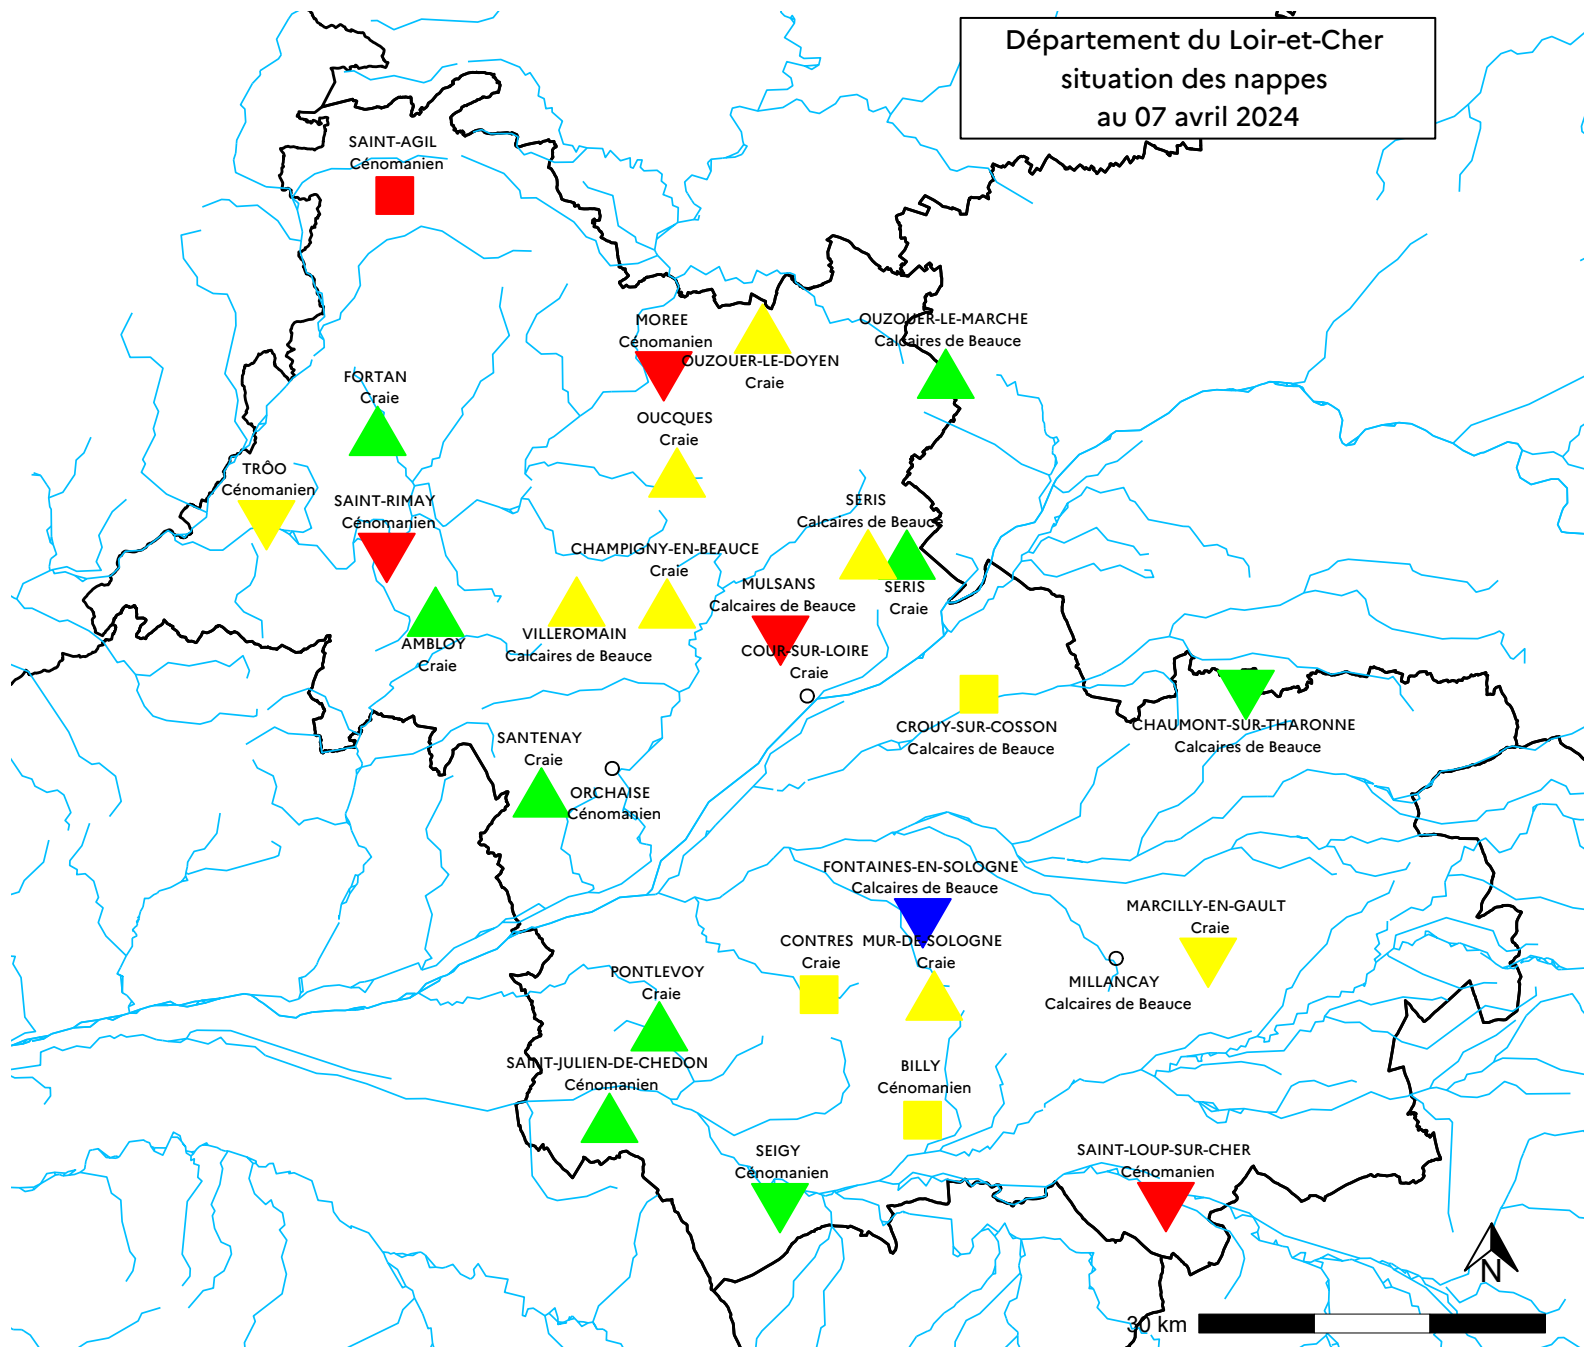 Département du Loir-et-Cher
situation des nappes
au 07 avril 2024
SAINT-AGIL
Cénomanien
MOREE
Cénomanien
OUZOUER-LE-DOYEN
Craie
OUZOUER-LE-MARCHE
Calcaires de Beauce
FORTAN
Craie
OUCQUES
Craie
TRÔO
Cénomanien
SAINT-RIMAY
Cénomanien
SERIS
Calcaires de Beauce
CHAMPIGNY-EN-BEAUCE
Craie
MULSANS
Calcaires de Beauce
SERIS
Craie
AMBLOY
Craie
VILLEROMAIN
Calcaires de Beauce
COUR-SUR-LOIRE
Craie
CROUY-SUR-COSSON
Calcaires de Beauce
CHAUMONT-SUR-THARONNE
Calcaires de Beauce
SANTENAY
Craie
ORCHAISE
Cénomanien
FONTAINES-EN-SOLOGNE
Calcaires de Beauce
MARCILLY-EN-GAULT
Craie
CONTRES
Craie
MUR-DE-SOLOGNE
Craie
PONTLEVOY
Craie
MILLANCAY
Calcaires de Beauce
SAINT-JULIEN-DE-CHEDON
Cénomanien
BILLY
Cénomanien
SEIGY
Cénomanien
SAINT-LOUP-SUR-CHER
Cénomanien
N
30 km